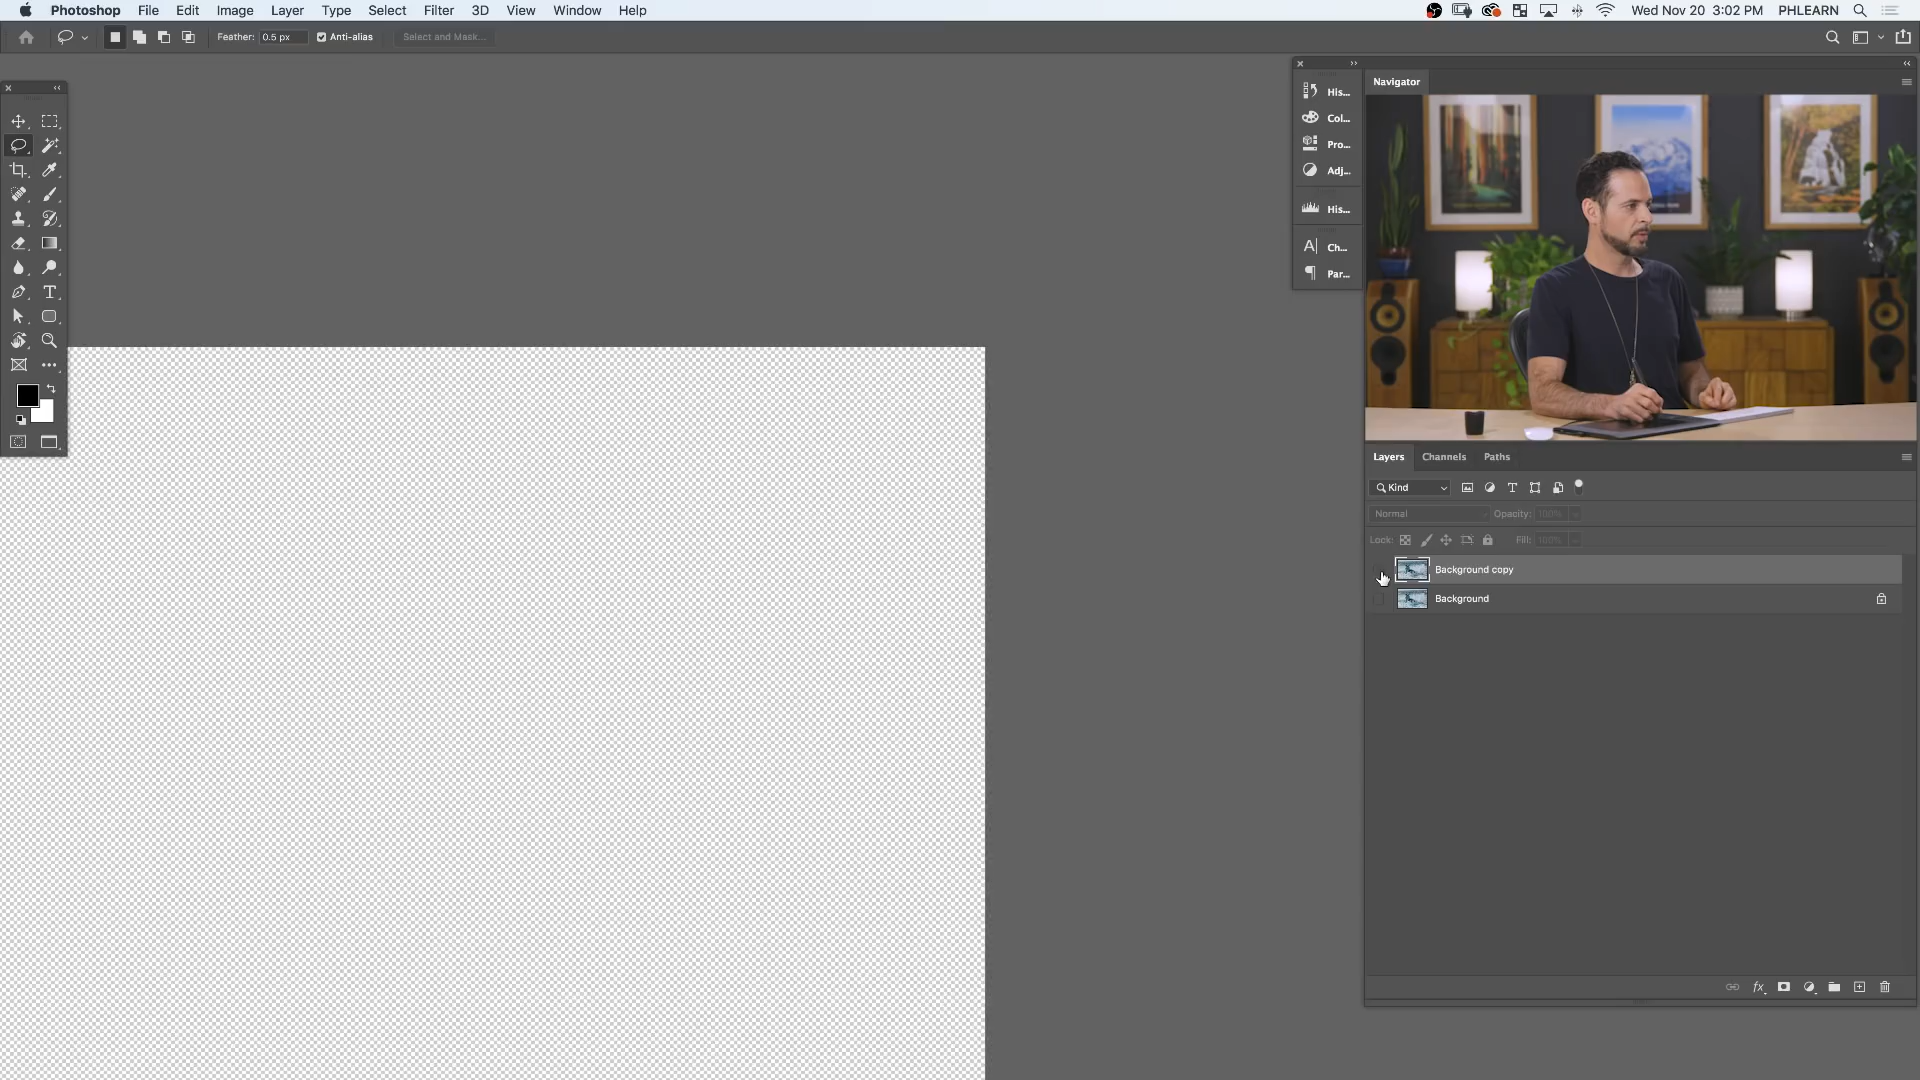 Photoshop File Edit Image Layer Type Select Filter 3D View Window Help
Wed Nov 20 3:02 PM PHLEARN
Feather: 0.5 px Anti-alias Select and Mask...
Navigator
His...
Col...
Pro...
Adj...
His...
Ch...
Par...
Layers Channels Paths
Kind
Normal Opacity: 100%
Lock: Fill: 100%
Background copy
Background